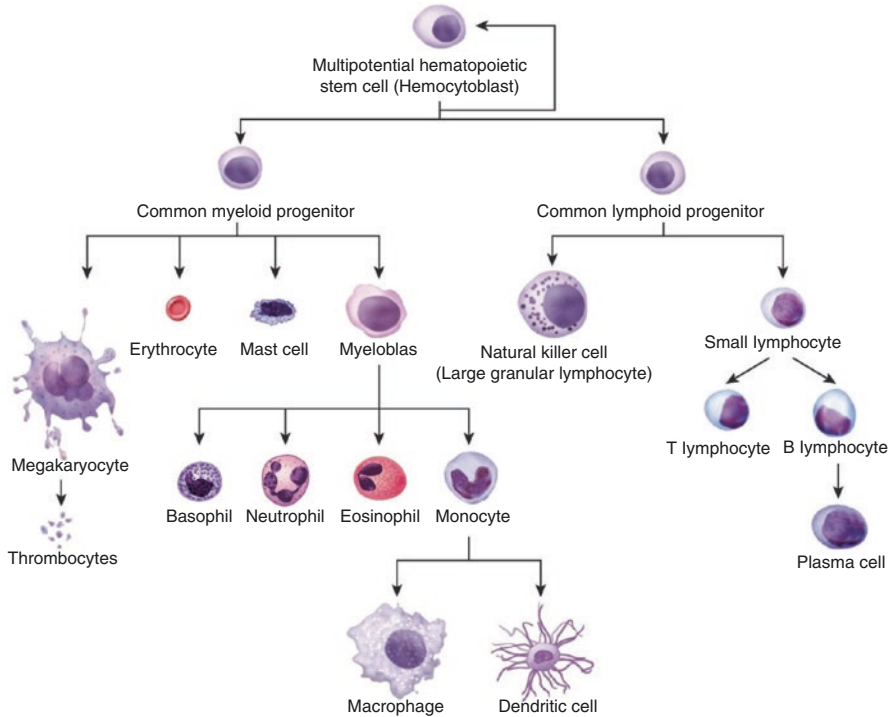 Multipotential hematopoietic
stem cell (Hemocytoblast)
Common myeloid progenitor
Common lymphoid progenitor
Erythrocyte
Mast cell
Myeloblas
Natural killer cell
(Large granular lymphocyte)
Small lymphocyte
T lymphocyte
B lymphocyte
Megakaryocyte
Basophil
Neutrophil
Eosinophil
Monocyte
Thrombocytes
Plasma cell
Macrophage
Dendritic cell